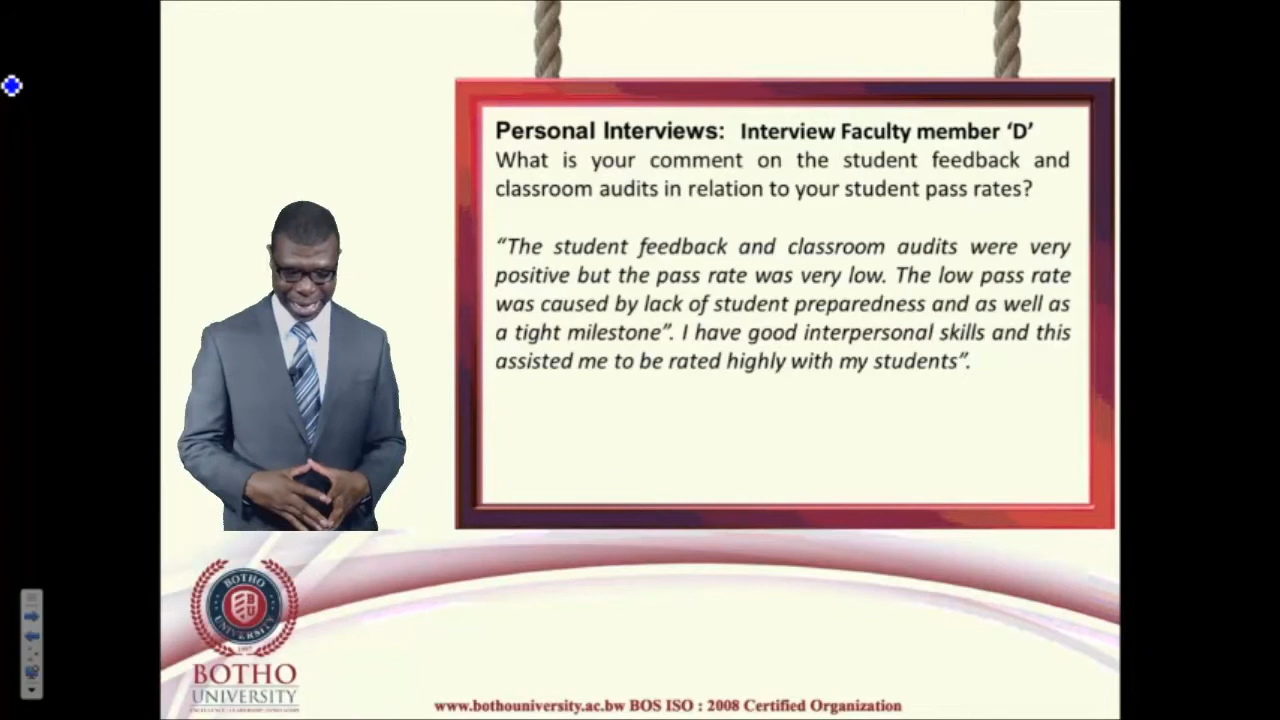 Personal Interviews: Interview Faculty member ‘D’
What is your comment on the student feedback and
classroom audits in relation to your student pass rates?
“The student feedback and classroom audits were very
positive but the pass rate was very low. The low pass rate
was caused by lack of student preparedness and as well as
a tight milestone”. I have good interpersonal skills and this
assisted me to be rated highly with my students”.
BOTHO
UNIVERSITY
1997
BOTHO
UNIVERSITY
www.bothouniversity.ac.bw BOS ISO : 2008 Certified Organization